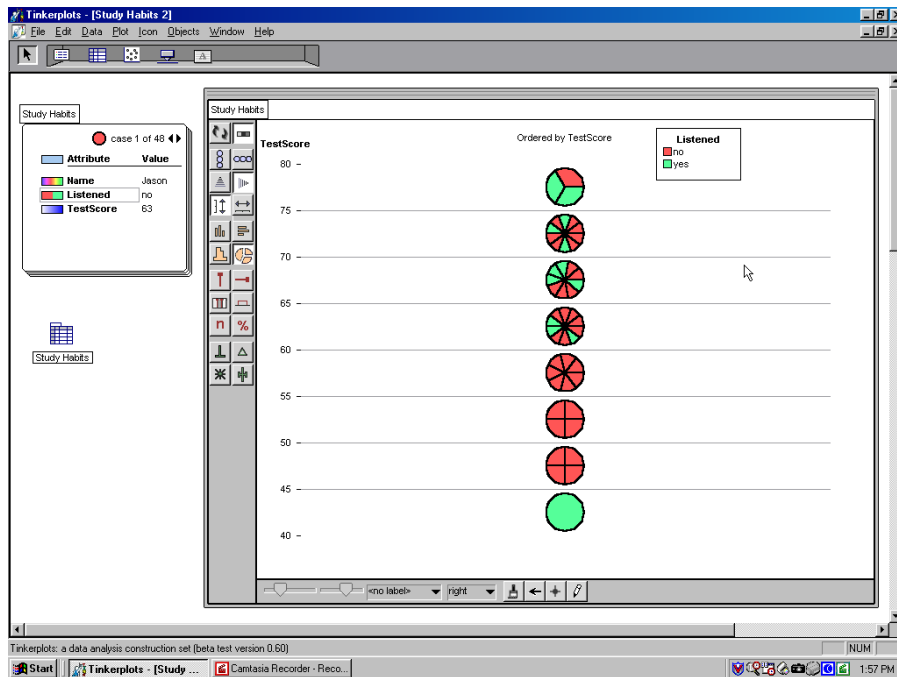 Tinkerplots - [Study Habits 2]
File Edit Data Plot Icon Objects Window Help
A
Study Habits
case 1 of 48
Attribute Value
Name Jason
Listened no
TestScore 63
Study Habits
Study Habits
n %
TestScore
Ordered by TestScore
Listened
no
yes
80
75
70
65
60
55
50
45
40
<no label> right
Tinkerplots: a data analysis construction set (beta test version 0.60)
NUM
Start Tinkerplots - [Study ... Camtasia Recorder - Reco... 1:57 PM